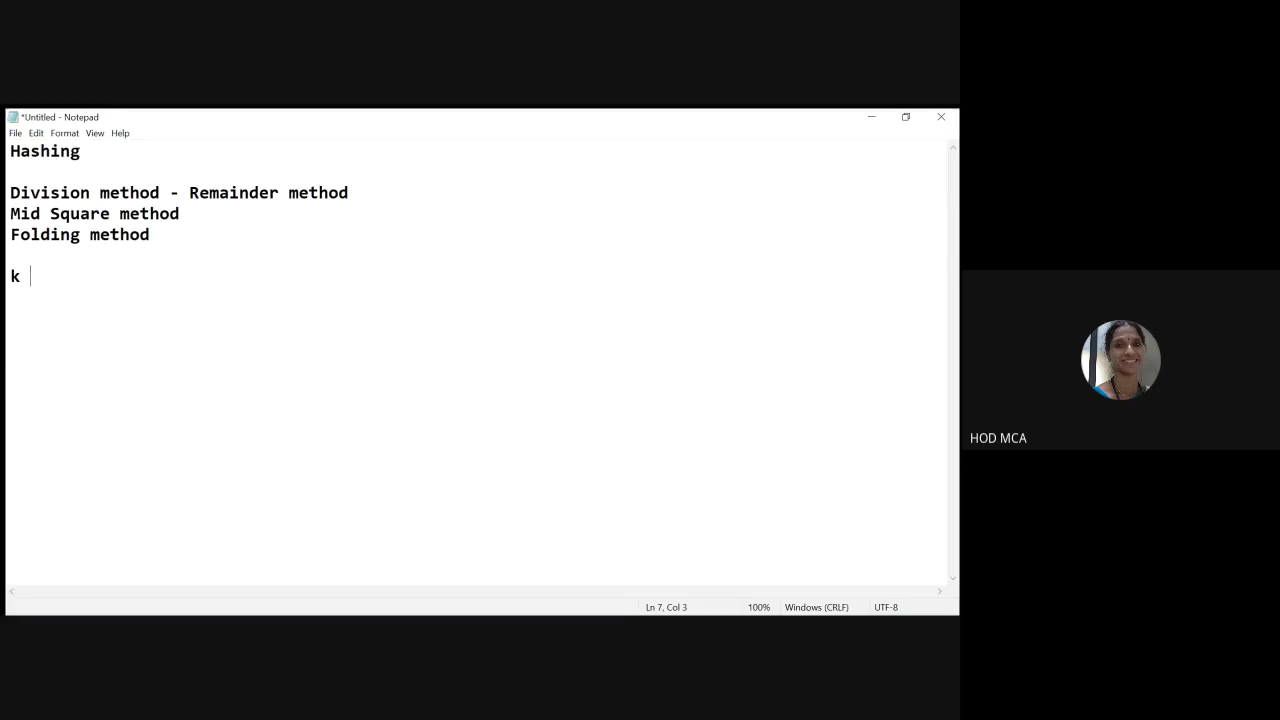 *Untitled - Notepad
File Edit Format View Help
Hashing
Division method - Remainder method
Mid Square method
Folding method
k
HOD MCA
Ln 7, Col 3 100% Windows (CRLF) UTF-8